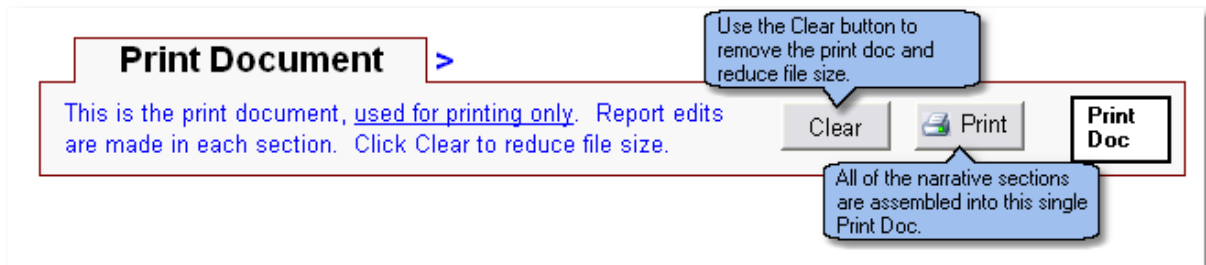 Print Document >
This is the print document, used for printing only. Report edits
are made in each section. Click Clear to reduce file size.
Use the Clear button to
remove the print doc and
reduce file size.
Clear
Print
Print
Doc
All of the narrative sections
are assembled into this single
Print Doc.